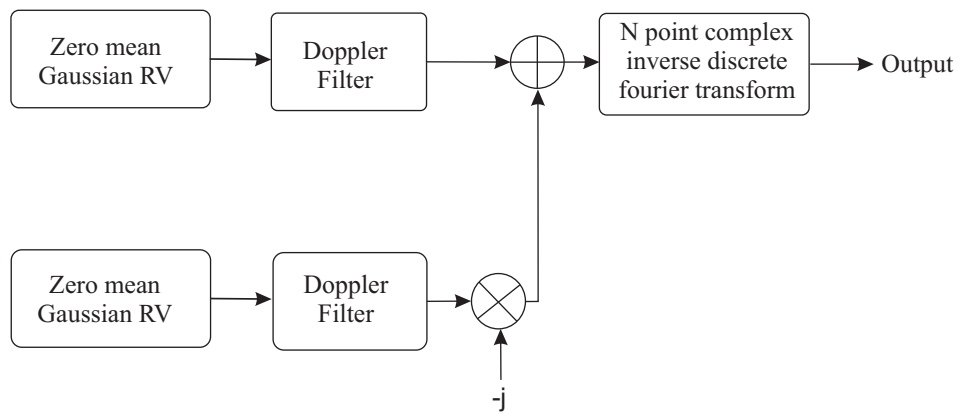 Zero mean
Gaussian RV
Doppler
Filter
N point complex
inverse discrete
fourier transform
Output
Zero mean
Gaussian RV
Doppler
Filter
-j